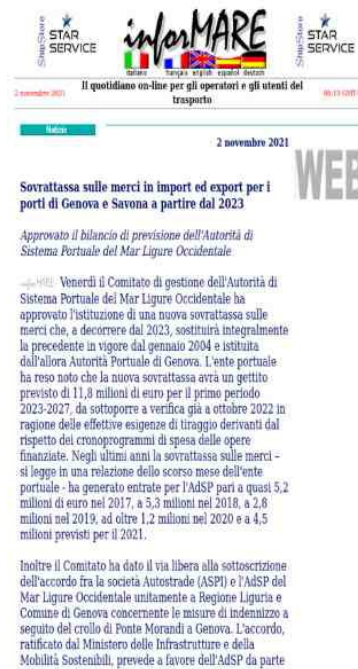 ShipStore STAR SERVICE
inforMARE
ShipStore STAR SERVICE
italiano français english español deutsch
2 novembre 2021
Il quotidiano on-line per gli operatori e gli utenti del
trasporto
Notizie
2 novembre 2021
WEB
Sovrattassa sulle merci in import ed export per i
porti di Genova e Savona a partire dal 2023
Approvato il bilancio di previsione dell'Autorità di
Sistema Portuale del Mar Ligure Occidentale
inforMARE Venerdì il Comitato di gestione dell'Autorità di
Sistema Portuale del Mar Ligure Occidentale ha
approvato l'istituzione di una nuova sovrattassa sulle
merci che, a decorrere dal 2023, sostituirà integralmente
la precedente in vigore dal gennaio 2004 e istituita
dall'allora Autorità Portuale di Genova. L'ente portuale
ha reso noto che la nuova sovrattassa avrà un gettito
previsto di 11,8 milioni di euro per il primo periodo
2023-2027, da sottoporre a verifica già a ottobre 2022 in
ragione delle effettive esigenze di tiraggio derivanti dal
rispetto dei cronoprogrammi di spesa delle opere
finanziate. Negli ultimi anni la sovrattassa sulle merci –
si legge in una relazione dello scorso mese dell'ente
portuale - ha generato entrate per l'AdSP pari a quasi 5,2
milioni di euro nel 2017, a 5,3 milioni nel 2018, a 2,8
milioni nel 2019, ad oltre 1,2 milioni nel 2020 e a 4,5
milioni previsti per il 2021.
Inoltre il Comitato ha dato il via libera alla sottoscrizione
dell'accordo fra la società Autostrade (ASPI) e l'AdSP del
Mar Ligure Occidentale unitamente a Regione Liguria e
Comune di Genova concernente le misure di indennizzo a
seguito del crollo di Ponte Morandi a Genova. L'accordo,
ratificato dal Ministero delle Infrastrutture e della
Mobilità Sostenibili, prevede a favore dell'AdSP da parte